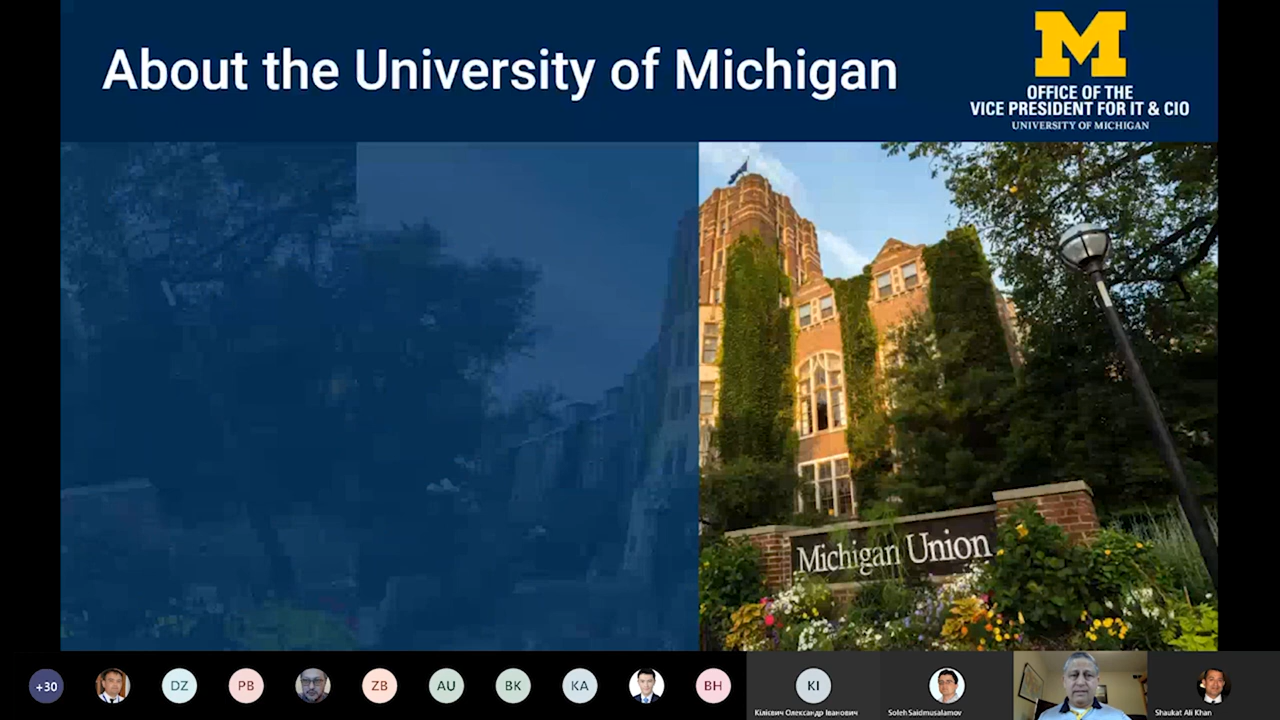 About the University of Michigan
M
OFFICE OF THE
VICE PRESIDENT FOR IT & CIO
UNIVERSITY OF MICHIGAN
Michigan Union
+30
DZ
PB
ZB
AU
BK
KA
BH
KI
Кілієвич Олександр Іванович
Soleh Saidmusalamov
Shaukat Ali Khan